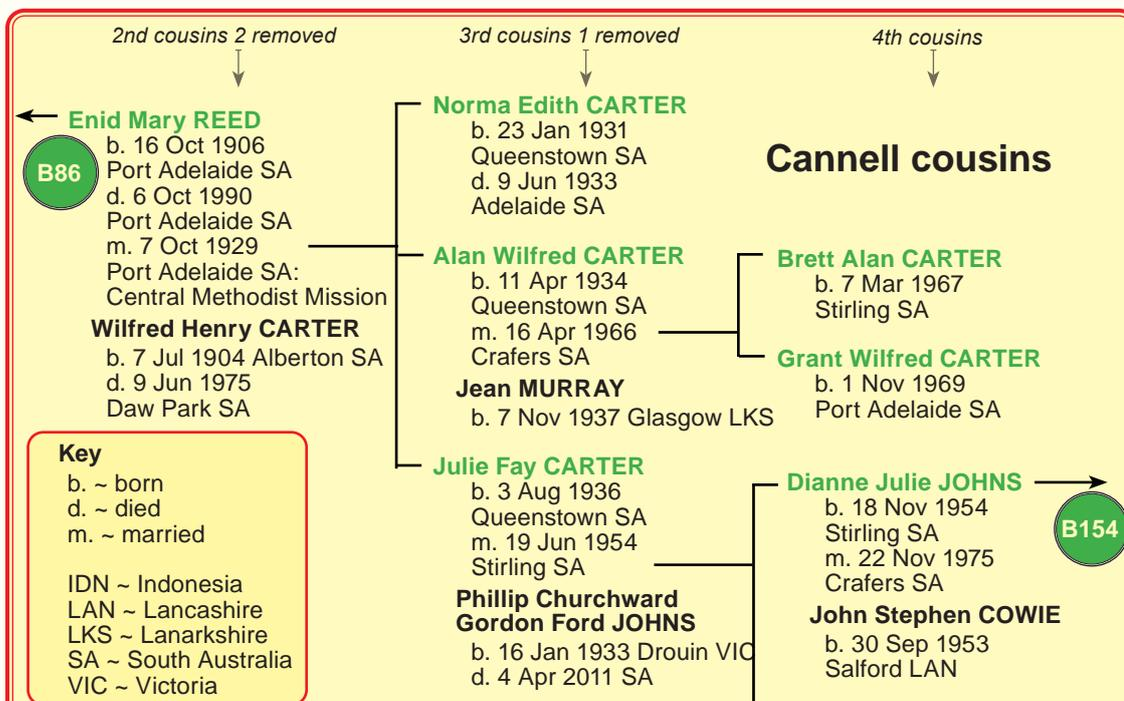 2nd cousins 2 removed
3rd cousins 1 removed
4th cousins
Cannell cousins
Enid Mary REED
B86
b. 16 Oct 1906
Port Adelaide SA
d. 6 Oct 1990
Port Adelaide SA
m. 7 Oct 1929
Port Adelaide SA:
Central Methodist Mission
Wilfred Henry CARTER
b. 7 Jul 1904 Alberton SA
d. 9 Jun 1975
Daw Park SA
Key
b. ~ born
d. ~ died
m. ~ married
IDN ~ Indonesia
LAN ~ Lancashire
LKS ~ Lanarkshire
SA ~ South Australia
VIC ~ Victoria
Norma Edith CARTER
b. 23 Jan 1931
Queenstown SA
d. 9 Jun 1933
Adelaide SA
Alan Wilfred CARTER
b. 11 Apr 1934
Queenstown SA
m. 16 Apr 1966
Crafers SA
Jean MURRAY
b. 7 Nov 1937 Glasgow LKS
Julie Fay CARTER
b. 3 Aug 1936
Queenstown SA
m. 19 Jun 1954
Stirling SA
Phillip Churchward
Gordon Ford JOHNS
b. 16 Jan 1933 Drouin VIC
d. 4 Apr 2011 SA
Brett Alan CARTER
b. 7 Mar 1967
Stirling SA
Grant Wilfred CARTER
b. 1 Nov 1969
Port Adelaide SA
Dianne Julie JOHNS
B154
b. 18 Nov 1954
Stirling SA
m. 22 Nov 1975
Crafers SA
John Stephen COWIE
b. 30 Sep 1953
Salford LAN